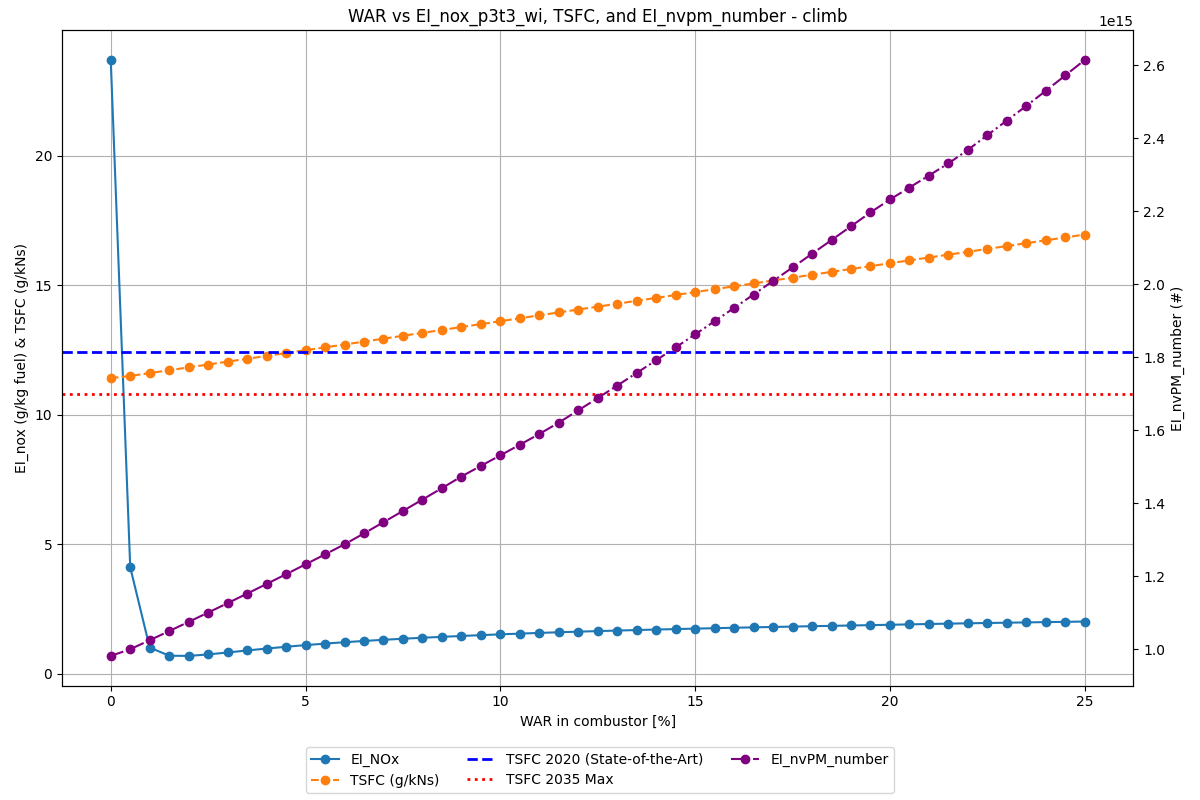 WAR vs EI_nox_p3t3_wi, TSFC, and EI_nvpm_number - climb
1e15
EI_nox (g/kg fuel) & TSFC (g/kNs)
20
15
10
5
0
2.6
2.4
2.2
2.0
1.8
1.6
1.4
1.2
1.0
EI_nvPM_number (#)
0 5 10 15 20 25
WAR in combustor [%]
EI_NOx
TSFC (g/kNs)
TSFC 2020 (State-of-the-Art)
TSFC 2035 Max
EI_nvPM_number